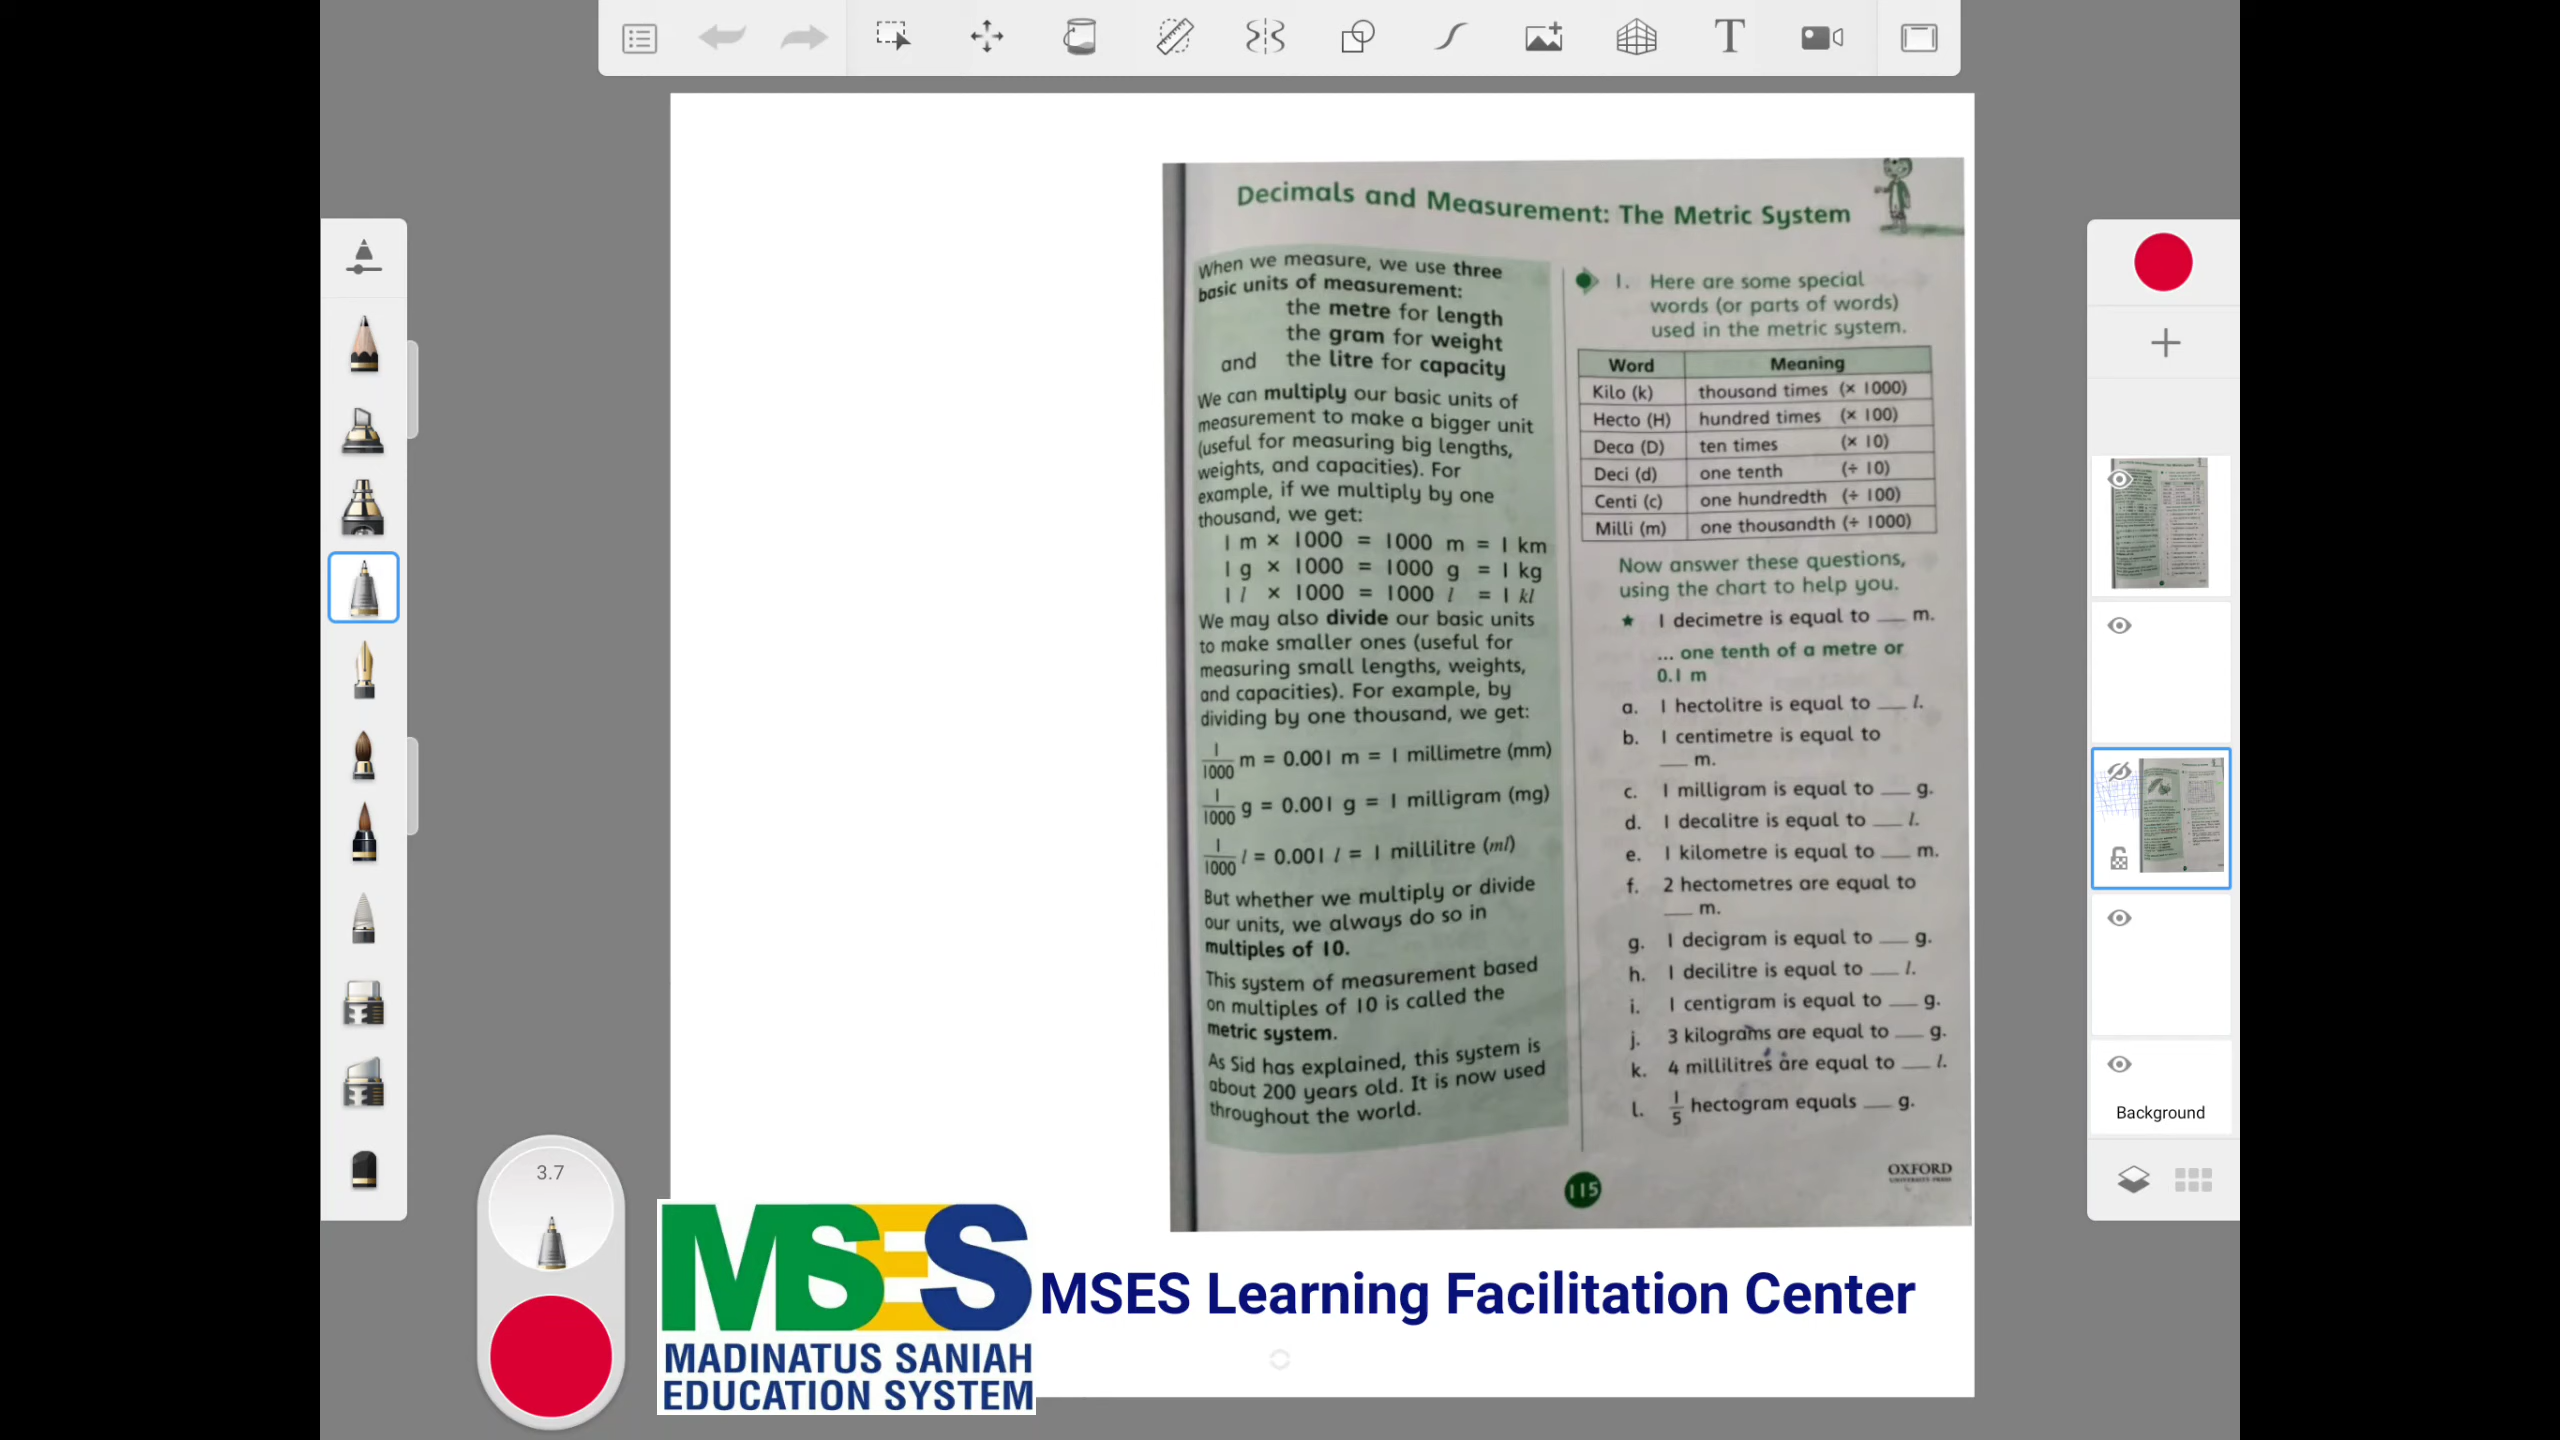 Decimals and Measurement: The Metric System
When we measure, we use three
basic units of measurement:
the metre for length
the gram for weight
and the litre for capacity
We can multiply our basic units of
measurement to make a bigger unit
(useful for measuring big lengths,
weights, and capacities). For
example, if we multiply by one
thousand, we get:
1 m × 1000 = 1000 m = 1 km
1 g × 1000 = 1000 g = 1 kg
1 l × 1000 = 1000 l = 1 kl
We may also divide our basic units
to make smaller ones (useful for
measuring small lengths, weights,
and capacities). For example, by
dividing by one thousand, we get:
1/1000 m = 0.001 m = 1 millimetre (mm)
1/1000 g = 0.001 g = 1 milligram (mg)
1/1000 l = 0.001 l = 1 millilitre (ml)
But whether we multiply or divide
our units, we always do so in
multiples of 10.
This system of measurement based
on multiples of 10 is called the
metric system.
As Sid has explained, this system is
about 200 years old. It is now used
throughout the world.
1. Here are some special
words (or parts of words)
used in the metric system.
Word Meaning
Kilo (k) thousand times (× 1000)
Hecto (H) hundred times (× 100)
Deca (D) ten times (× 10)
Deci (d) one tenth (÷ 10)
Centi (c) one hundredth (÷ 100)
Milli (m) one thousandth (÷ 1000)
Now answer these questions,
using the chart to help you.
★ 1 decimetre is equal to ___ m.
... one tenth of a metre or
0.1 m
a. 1 hectolitre is equal to ___ l.
b. 1 centimetre is equal to
___ m.
c. 1 milligram is equal to ___ g.
d. 1 decalitre is equal to ___ l.
e. 1 kilometre is equal to ___ m.
f. 2 hectometres are equal to
___ m.
g. 1 decigram is equal to ___ g.
h. 1 decilitre is equal to ___ l.
i. 1 centigram is equal to ___ g.
j. 3 kilograms are equal to ___ g.
k. 4 millilitres are equal to ___ l.
l. 1/5 hectogram equals ___ g.
115
OXFORD
UNIVERSITY PRESS
3.7
Background
MSES
MADINATUS SANIAH
EDUCATION SYSTEM
MSES Learning Facilitation Center